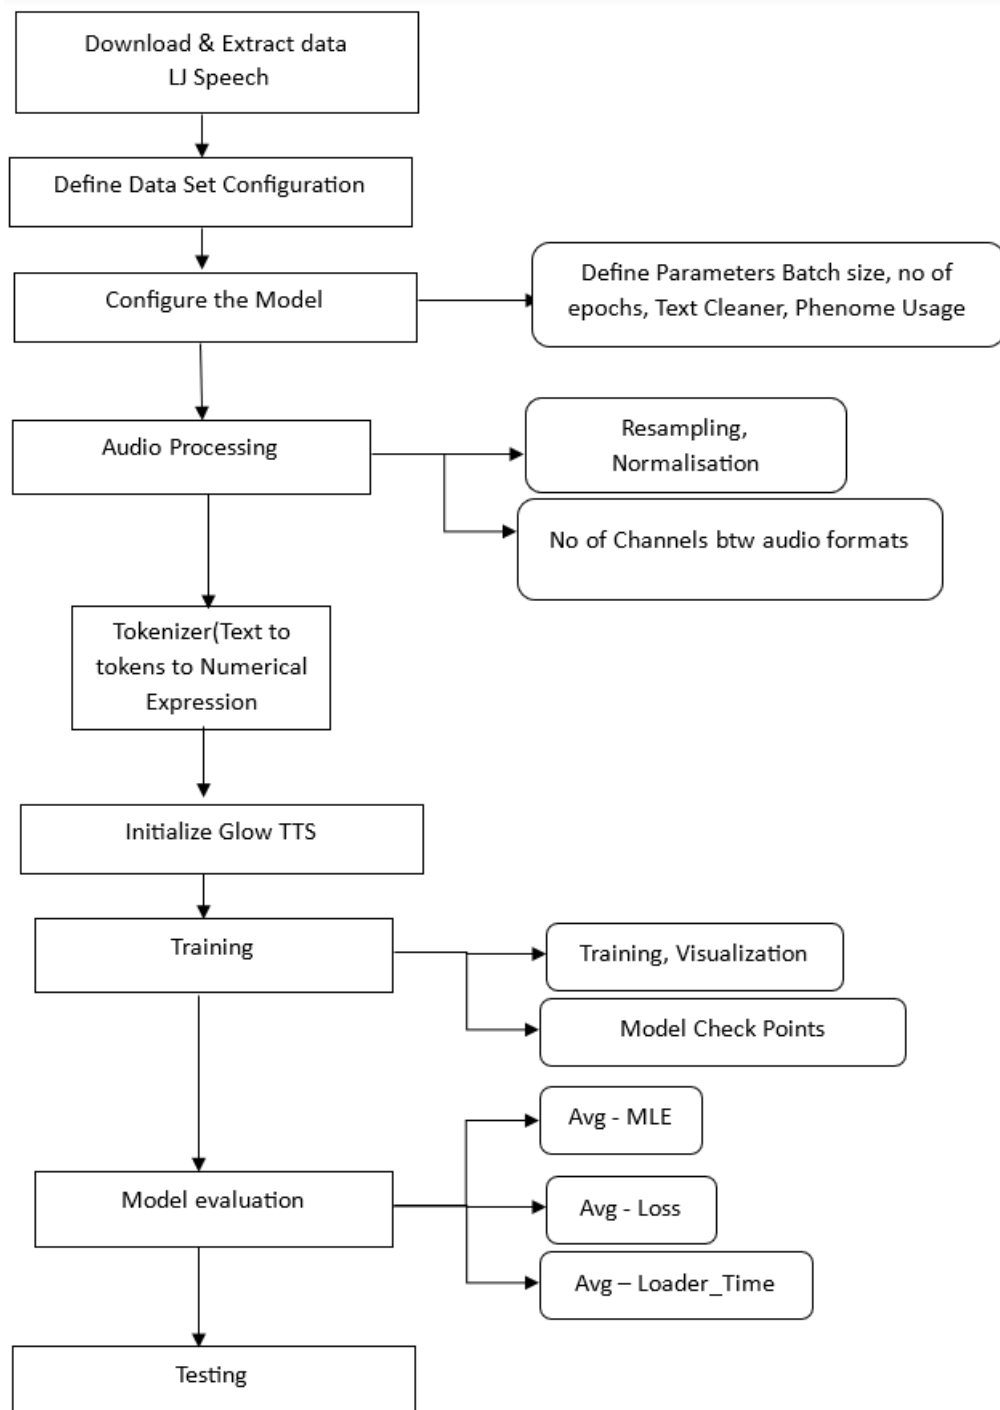 Download & Extract data
LJ Speech
Define Data Set Configuration
Configure the Model
Define Parameters Batch size, no of
epochs, Text Cleaner, Phenome Usage
Audio Processing
Resampling,
Normalisation
No of Channels btw audio formats
Tokenizer(Text to
tokens to Numerical
Expression
Initialize Glow TTS
Training
Training, Visualization
Model Check Points
Avg - MLE
Model evaluation
Avg - Loss
Avg – Loader_Time
Testing